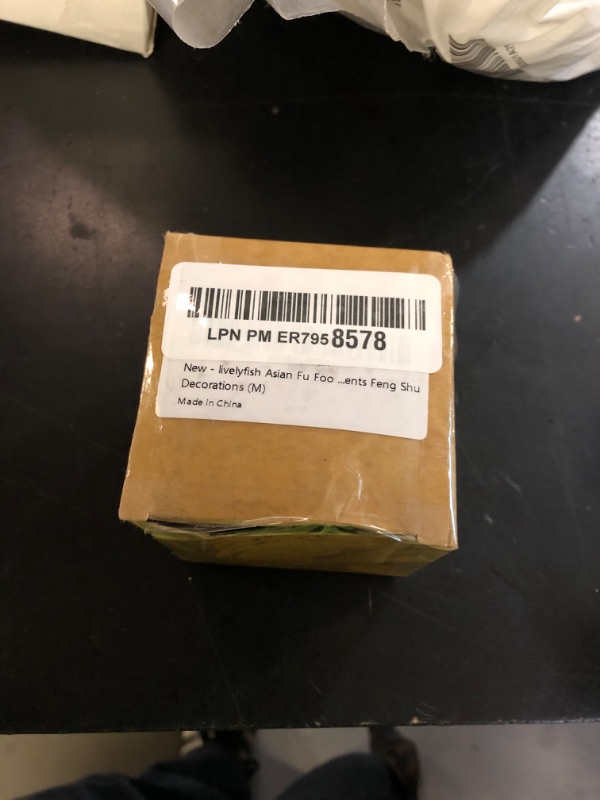 LPN PM ER7958578
New - livelyfish Asian Fu Foo ...ents Feng Shu
Decorations (M)
Made in China